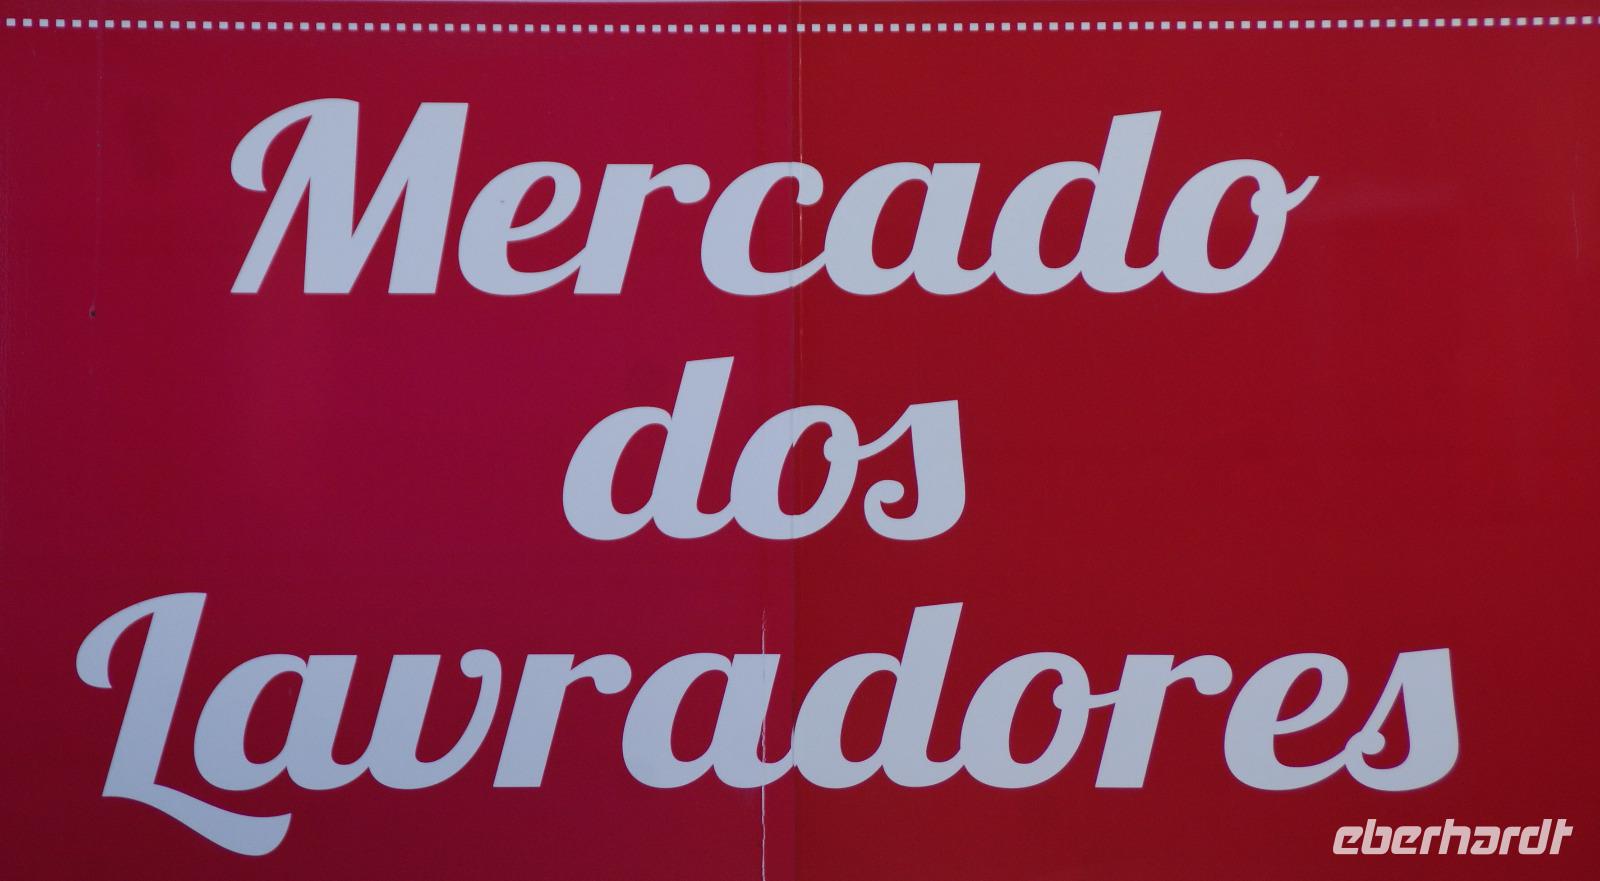 Mercado
dos
Lavradores
eberhardt